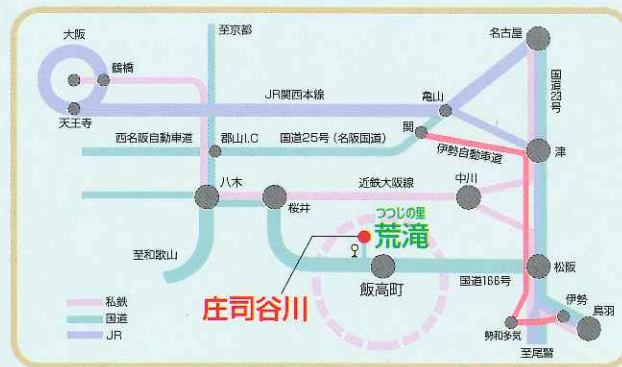 大阪
至京都
名古屋
鶴橋
国道23号
JR関西本線
亀山
天王寺
関
西名阪自動車道
郡山I.C
国道25号(名阪国道)
伊勢自動車道
津
八木
近鉄大阪線
中川
桜井
つつじの里
荒滝
至和歌山
飯高町
国道166号
松阪
庄司谷川
私鉄
国道
JR
伊勢
鳥羽
勢和多気
至尾鷲